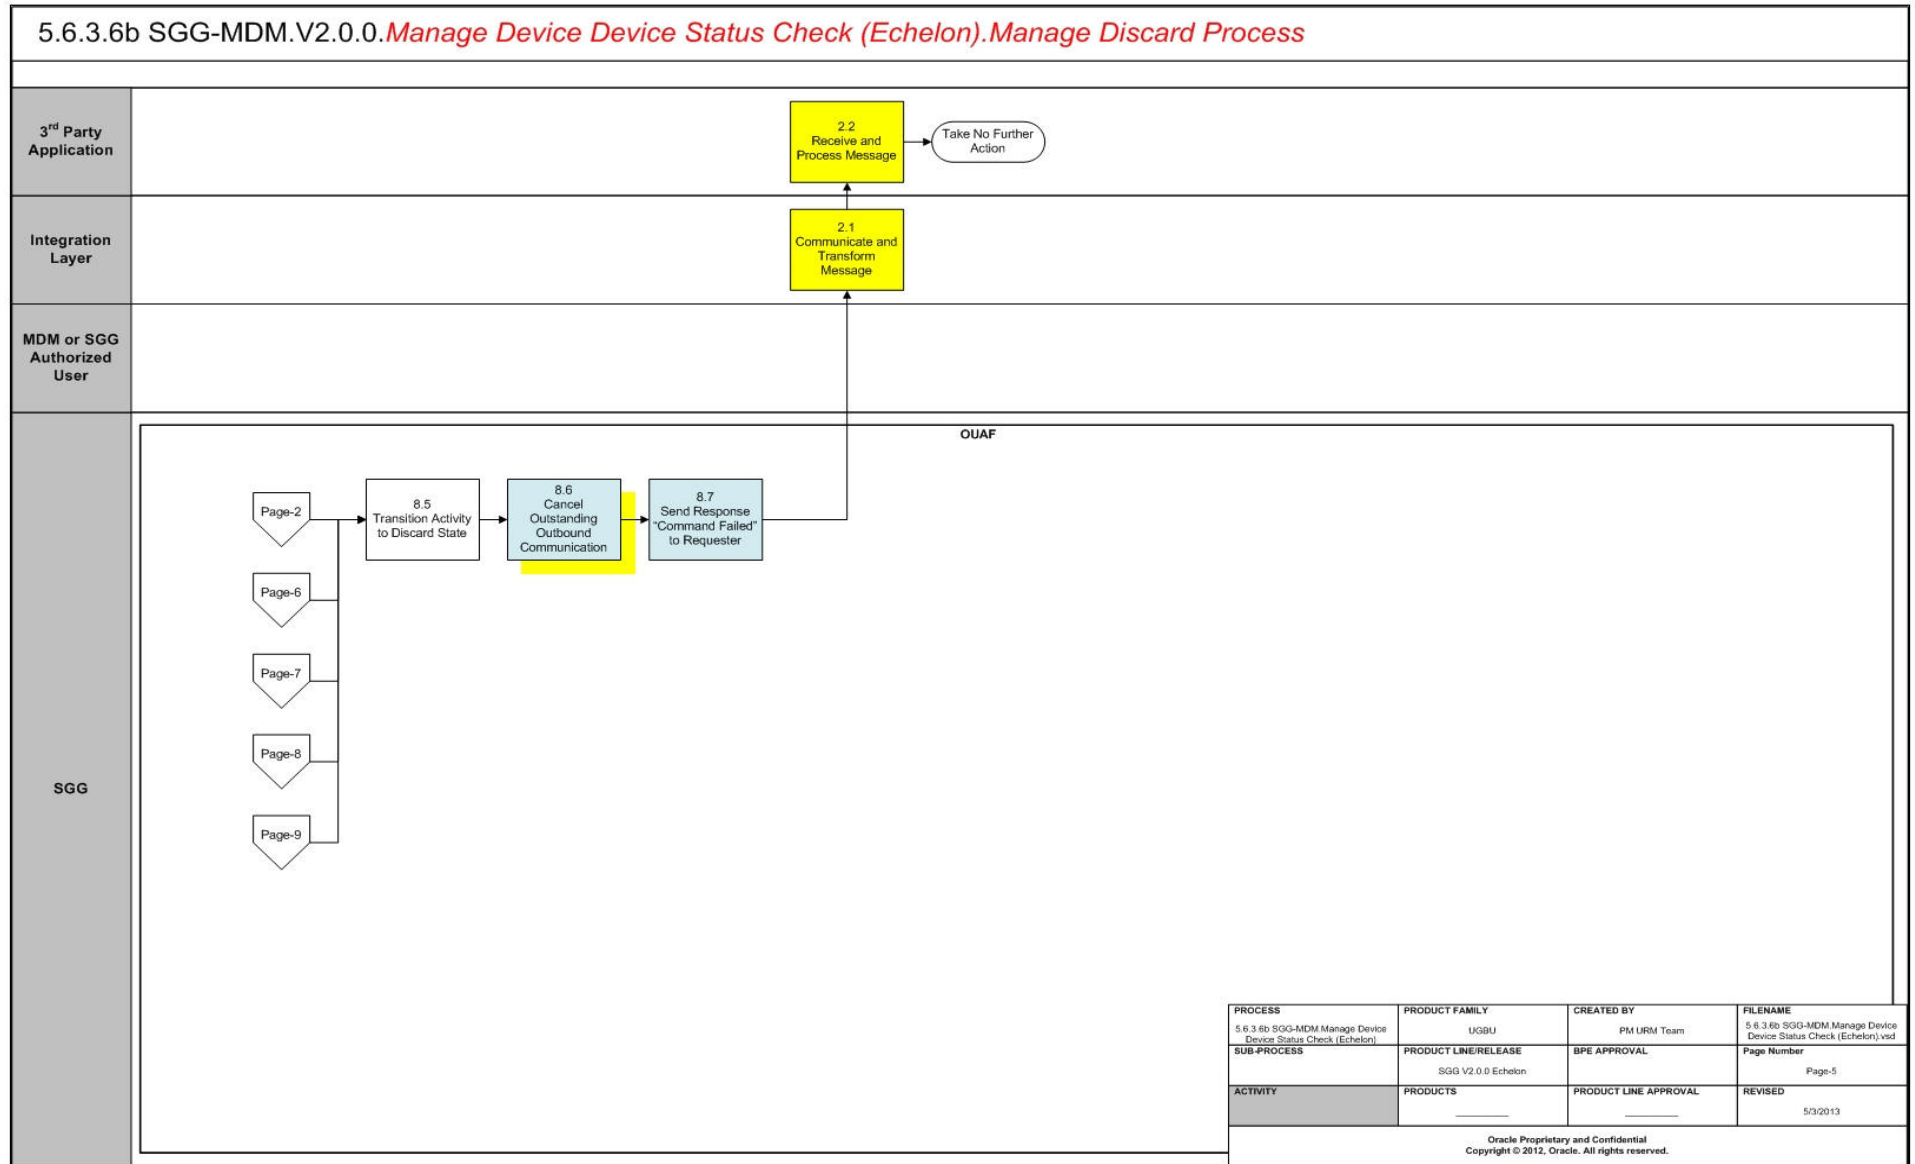 5.6.3.6b SGG-MDM.V2.0.0.Manage Device Device Status Check (Echelon).Manage Discard Process
3rd Party
Application
2.2
Receive and
Process Message
Take No Further
Action
Integration
Layer
2.1
Communicate and
Transform
Message
MDM or SGG
Authorized
User
SGG
OUAF
Page-2
8.5
Transition Activity
to Discard State
8.6
Cancel
Outstanding
Outbound
Communication
8.7
Send Response
"Command Failed"
to Requester
Page-6
Page-7
Page-8
Page-9
PROCESS
5.6.3.6b SGG-MDM.Manage Device
Device Status Check (Echelon)
PRODUCT FAMILY
UGBU
CREATED BY
PM URM Team
FILENAME
5.6.3.6b SGG-MDM.Manage Device
Device Status Check (Echelon).vsd
SUB-PROCESS
PRODUCT LINE/RELEASE
SGG V2.0.0 Echelon
BPE APPROVAL
Page Number
Page-5
ACTIVITY
PRODUCTS
PRODUCT LINE APPROVAL
REVISED
5/3/2013
Oracle Proprietary and Confidential
Copyright © 2012, Oracle. All rights reserved.